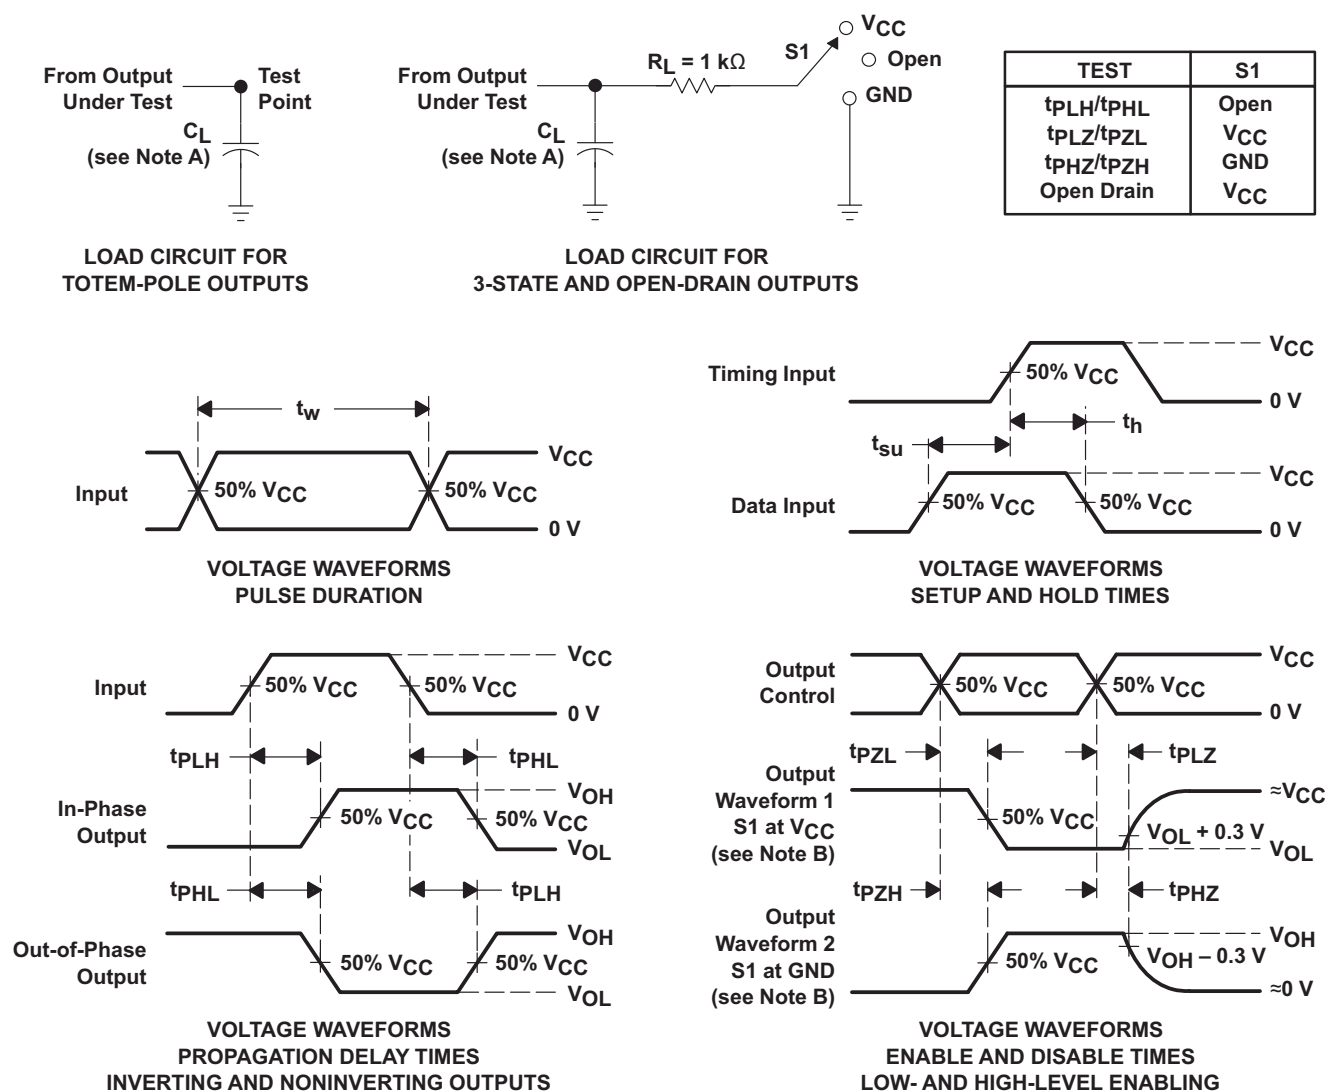 From Output
Under Test
Test
Point
CL
(see Note A)
LOAD CIRCUIT FOR
TOTEM-POLE OUTPUTS
From Output
Under Test
CL
(see Note A)
RL = 1 kΩ
S1
VCC
Open
GND
LOAD CIRCUIT FOR
3-STATE AND OPEN-DRAIN OUTPUTS
TEST S1
tPLH/tPHL Open
tPLZ/tPZL VCC
tPHZ/tPZH GND
Open Drain VCC
tw
Input
50% VCC
50% VCC
VCC
0 V
VOLTAGE WAVEFORMS
PULSE DURATION
Timing Input
50% VCC
VCC
0 V
th
tsu
Data Input
50% VCC
50% VCC
VCC
0 V
VOLTAGE WAVEFORMS
SETUP AND HOLD TIMES
Input
50% VCC
50% VCC
VCC
0 V
tPLH
tPHL
In-Phase
Output
50% VCC
50% VCC
VOH
VOL
tPHL
tPLH
Out-of-Phase
Output
50% VCC
50% VCC
VOH
VOL
VOLTAGE WAVEFORMS
PROPAGATION DELAY TIMES
INVERTING AND NONINVERTING OUTPUTS
Output
Control
50% VCC
50% VCC
VCC
0 V
tPZL
tPLZ
Output
Waveform 1
S1 at VCC
(see Note B)
50% VCC
VOL + 0.3 V
≈VCC
VOL
tPZH
tPHZ
Output
Waveform 2
S1 at GND
(see Note B)
50% VCC
VOH – 0.3 V
VOH
≈0 V
VOLTAGE WAVEFORMS
ENABLE AND DISABLE TIMES
LOW- AND HIGH-LEVEL ENABLING